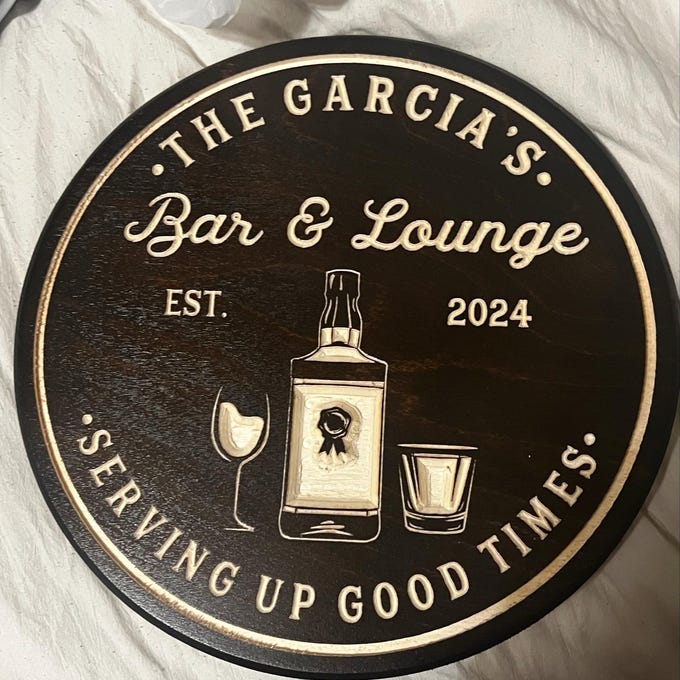 THE GARCIA'S
Bar & Lounge
EST. 2024
SERVING UP GOOD TIMES